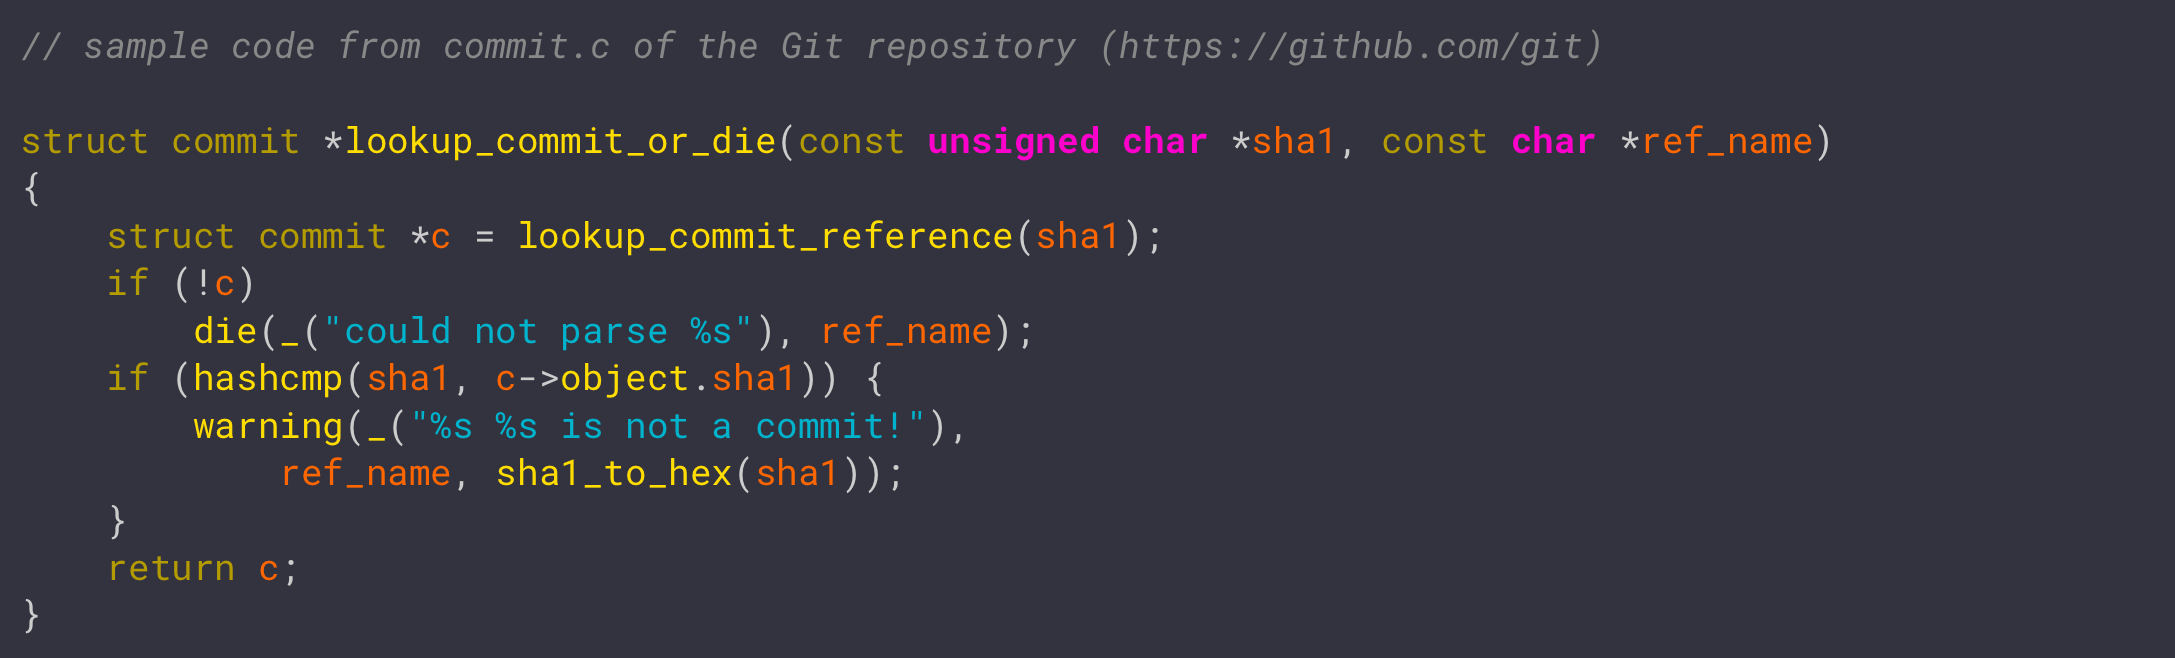 // sample code from commit.c of the Git repository (https://github.com/git)

struct commit *lookup_commit_or_die(const unsigned char *sha1, const char *ref_name)
{
    struct commit *c = lookup_commit_reference(sha1);
    if (!c)
        die(_("could not parse %s"), ref_name);
    if (hashcmp(sha1, c->object.sha1)) {
        warning(_("%s %s is not a commit!"),
            ref_name, sha1_to_hex(sha1));
    }
    return c;
}